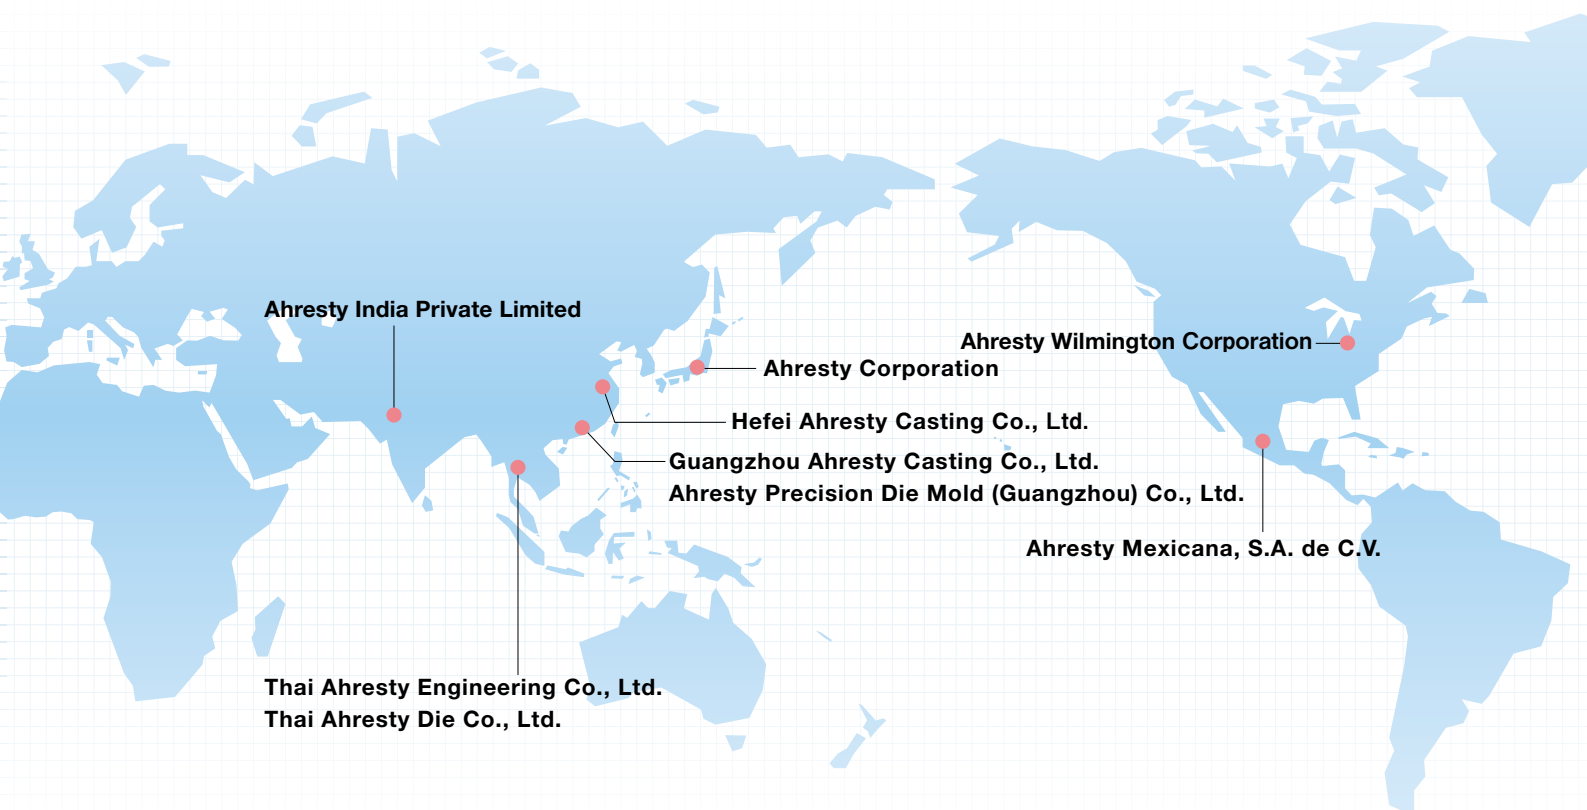 Ahresty India Private Limited
Ahresty Wilmington Corporation
Ahresty Corporation
Hefei Ahresty Casting Co., Ltd.
Guangzhou Ahresty Casting Co., Ltd.
Ahresty Precision Die Mold (Guangzhou) Co., Ltd.
Ahresty Mexicana, S.A. de C.V.
Thai Ahresty Engineering Co., Ltd.
Thai Ahresty Die Co., Ltd.